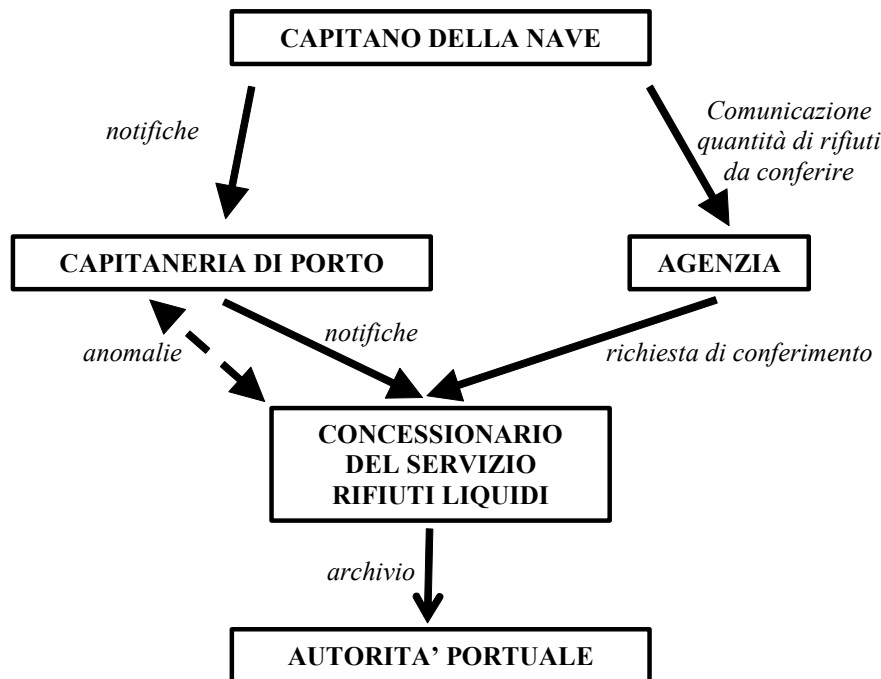 CAPITANO DELLA NAVE
notifiche
Comunicazione
quantità di rifiuti
da conferire
CAPITANERIA DI PORTO
AGENZIA
anomalie
notifiche
richiesta di conferimento
CONCESSIONARIO
DEL SERVIZIO
RIFIUTI LIQUIDI
archivio
AUTORITA’ PORTUALE